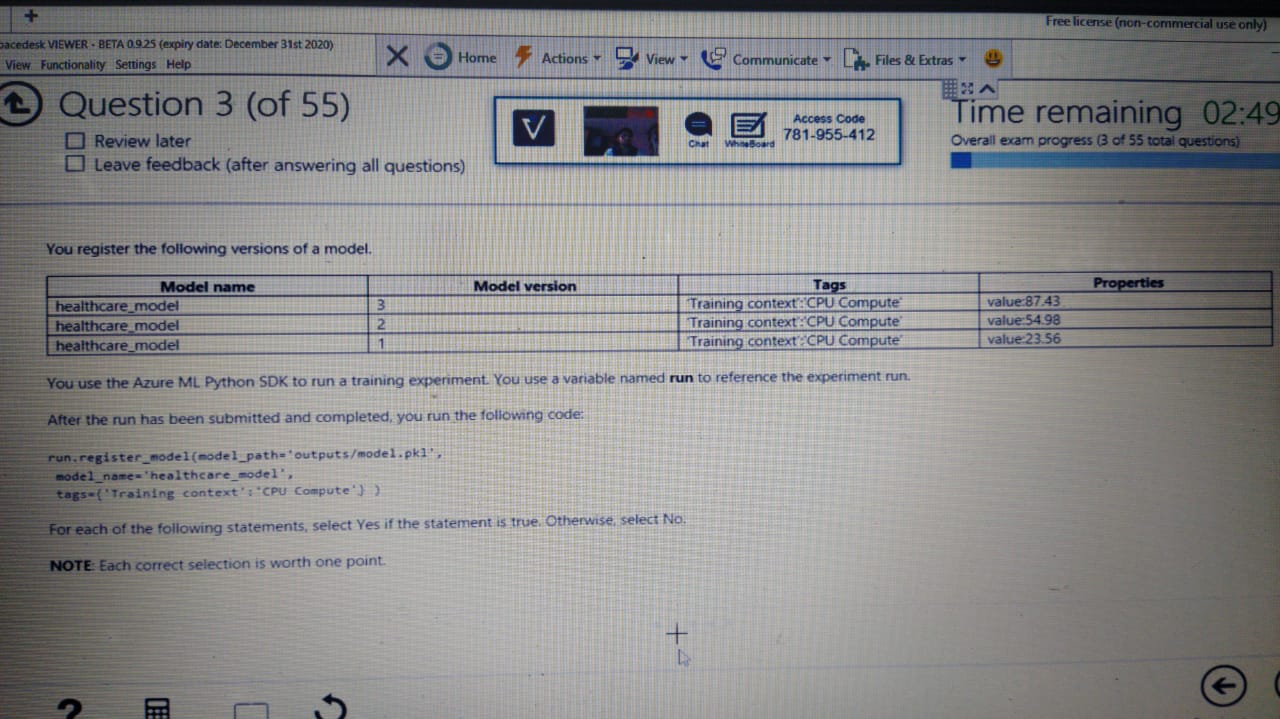 Free license (non-commercial use only)
pacedesk VIEWER - BETA 0.9.25 (expiry date: December 31st 2020)
View Functionality Settings Help
Home Actions View Communicate Files & Extras
Question 3 (of 55)
Review later
Leave feedback (after answering all questions)
Chat
WhiteBoard
Access Code
781-955-412
Time remaining 02:49
Overall exam progress (3 of 55 total questions)
You register the following versions of a model.
Model name Model version Tags Properties
healthcare_model 3 'Training context':'CPU Compute' value:87.43
healthcare_model 2 'Training context':'CPU Compute' value:54.98
healthcare_model 1 'Training context':'CPU Compute' value:23.56
You use the Azure ML Python SDK to run a training experiment. You use a variable named run to reference the experiment run.
After the run has been submitted and completed, you run the following code:
run.register_model(model_path='outputs/model.pkl',
model_name='healthcare_model',
tags={'Training context':'CPU Compute'} )
For each of the following statements, select Yes if the statement is true. Otherwise, select No.
NOTE: Each correct selection is worth one point.